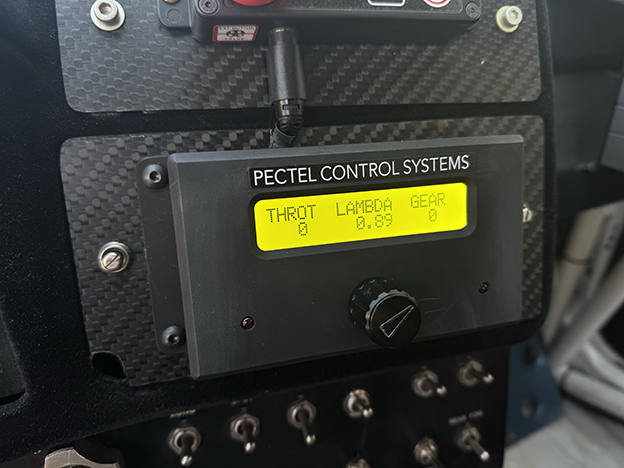 PECTEL CONTROL SYSTEMS
THROT LAMBDA GEAR
0 0.89 0